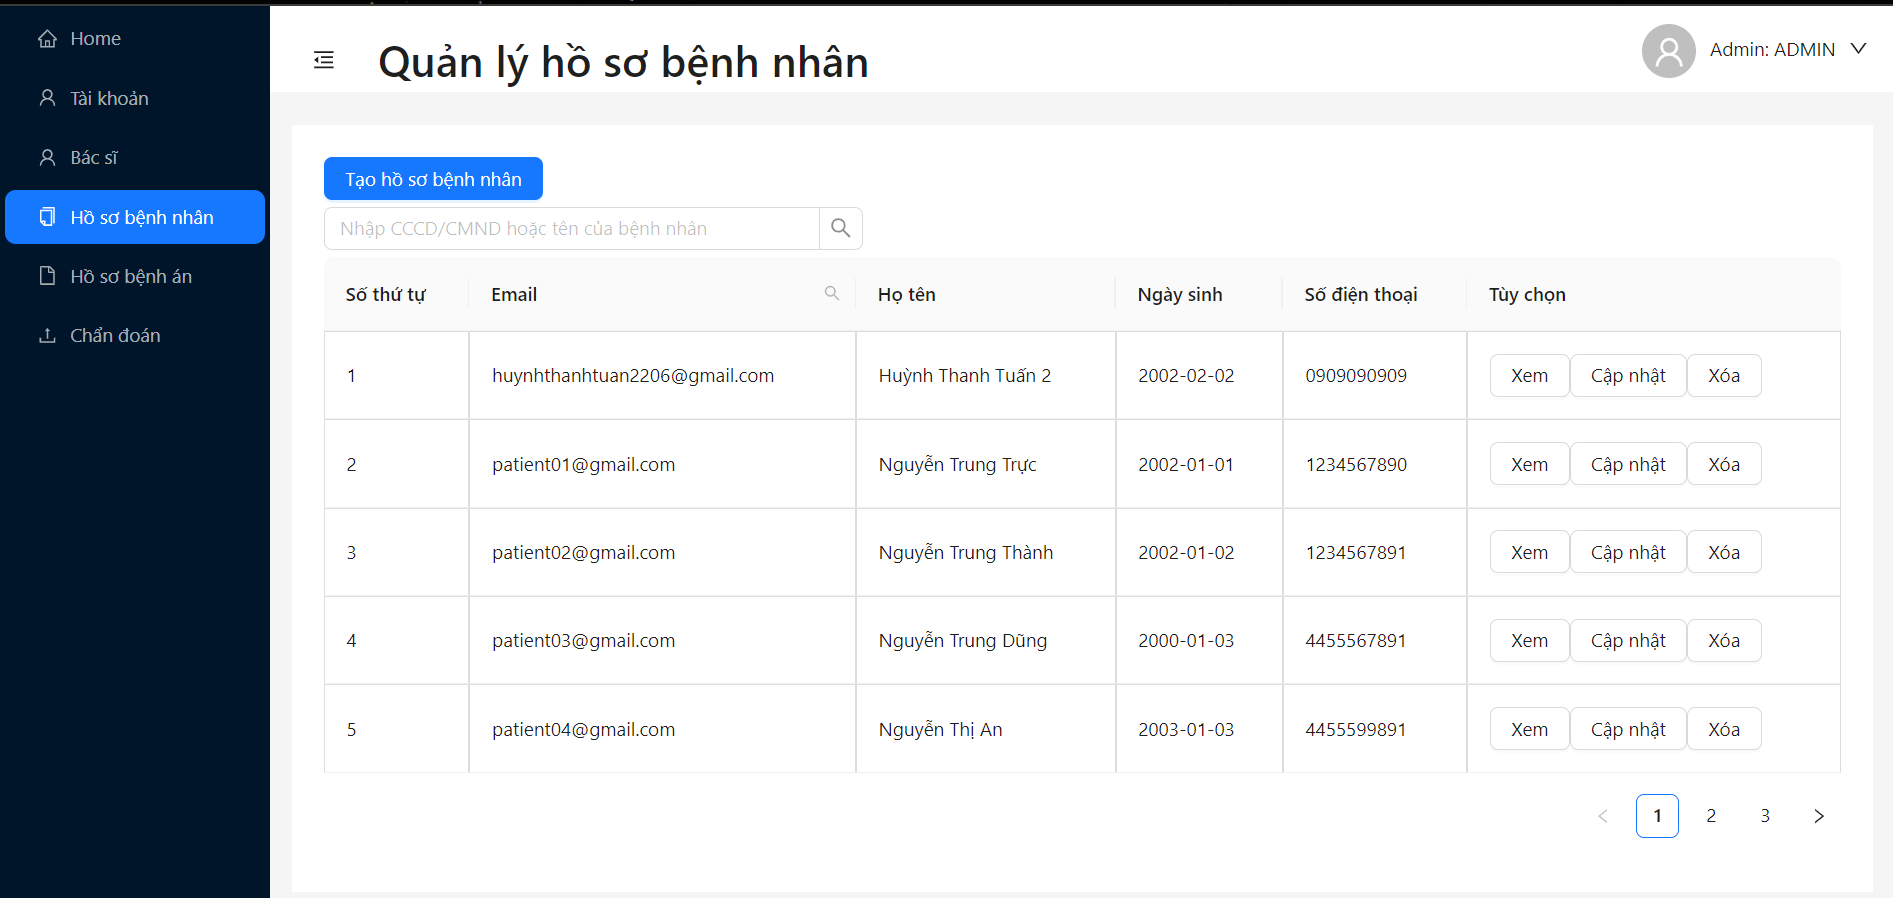 Home
Tài khoản
Bác sĩ
Hồ sơ bệnh nhân
Hồ sơ bệnh án
Chẩn đoán
Quản lý hồ sơ bệnh nhân
Admin: ADMIN
Tạo hồ sơ bệnh nhân
Nhập CCCD/CMND hoặc tên của bệnh nhân
Số thứ tự Email Họ tên Ngày sinh Số điện thoại Tùy chọn
1 huynhthanhtuan2206@gmail.com Huỳnh Thanh Tuấn 2 2002-02-02 0909090909 Xem Cập nhật Xóa
2 patient01@gmail.com Nguyễn Trung Trực 2002-01-01 1234567890 Xem Cập nhật Xóa
3 patient02@gmail.com Nguyễn Trung Thành 2002-01-02 1234567891 Xem Cập nhật Xóa
4 patient03@gmail.com Nguyễn Trung Dũng 2000-01-03 4455567891 Xem Cập nhật Xóa
5 patient04@gmail.com Nguyễn Thị An 2003-01-03 4455599891 Xem Cập nhật Xóa
1 2 3